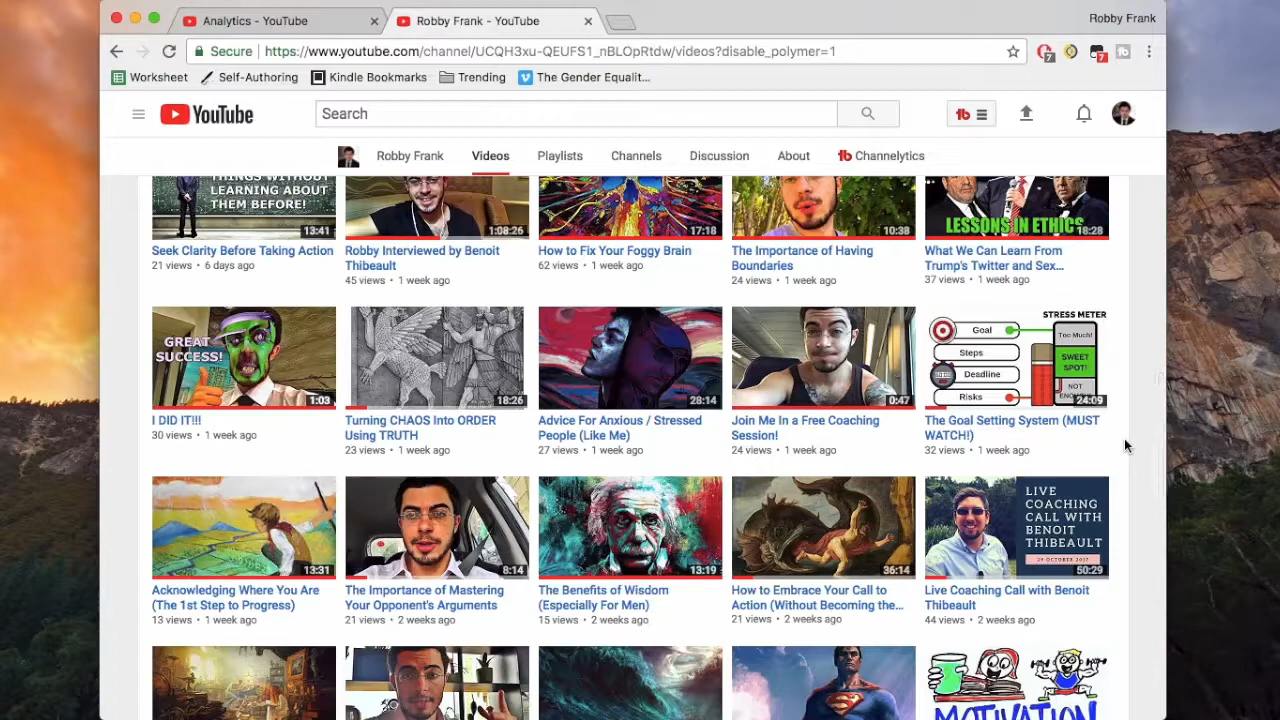 Analytics - YouTube
Robby Frank - YouTube
Robby Frank
Secure
https://www.youtube.com/channel/UCQH3xu-QEUFS1_nBLOpRtdw/videos?disable_polymer=1
7
7
tb
Worksheet
Self-Authoring
Kindle Bookmarks
Trending
The Gender Equalit...
YouTube
Search
tb
Robby Frank
Videos
Playlists
Channels
Discussion
About
Channelytics
THINGS WITHOUT
LEARNING ABOUT
THEM BEFORE!
13:41
1:08:26
17:18
10:38
LESSONS IN ETHICS
18:28
Seek Clarity Before Taking Action
21 views • 6 days ago
Robby Interviewed by Benoit
Thibeault
45 views • 1 week ago
How to Fix Your Foggy Brain
62 views • 1 week ago
The Importance of Having
Boundaries
24 views • 1 week ago
What We Can Learn From
Trump's Twitter and Sex...
37 views • 1 week ago
GREAT
SUCCESS!
1:03
18:26
28:14
0:47
STRESS METER
Goal
Steps
Deadline
Risks
Too Much!
SWEET
SPOT!
NOT
24:09
I DID IT!!!
30 views • 1 week ago
Turning CHAOS Into ORDER
Using TRUTH
23 views • 1 week ago
Advice For Anxious / Stressed
People (Like Me)
27 views • 1 week ago
Join Me In a Free Coaching
Session!
24 views • 1 week ago
The Goal Setting System (MUST
WATCH!)
32 views • 1 week ago
13:31
8:14
13:19
36:14
LIVE
COACHING
CALL WITH
BENOIT
THIBEAULT
29 OCTOBER 2017
50:29
Acknowledging Where You Are
(The 1st Step to Progress)
13 views • 1 week ago
The Importance of Mastering
Your Opponent's Arguments
21 views • 2 weeks ago
The Benefits of Wisdom
(Especially For Men)
15 views • 2 weeks ago
How to Embrace Your Call to
Action (Without Becoming the...
21 views • 2 weeks ago
Live Coaching Call with Benoit
Thibeault
44 views • 2 weeks ago
MOTIVATION